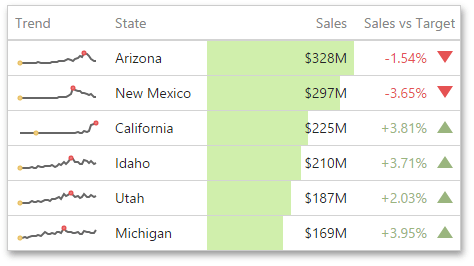 Trend State Sales Sales vs Target
Arizona $328M -1.54%
New Mexico $297M -3.65%
California $225M +3.81%
Idaho $210M +3.71%
Utah $187M +2.03%
Michigan $169M +3.95%